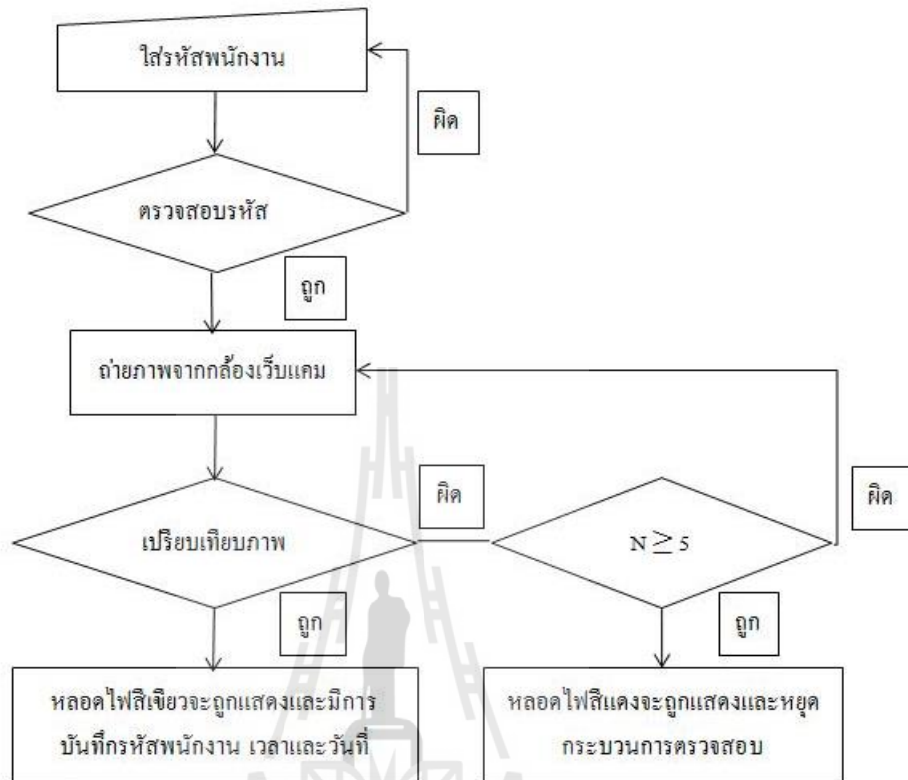 ใส่รหัสพนักงาน
ผิด
ตรวจสอบรหัส
ถูก
ถ่ายภาพจากกล้องเว็บแคม
ผิด
ผิด
เปรียบเทียบภาพ
N ≥ 5
ถูก
ถูก
หลอดไฟสีเขียวจะถูกแสดงและมีการ
บันทึกรหัสพนักงาน เวลาและวันที่
หลอดไฟสีแดงจะถูกแสดงและหยุด
กระบวนการตรวจสอบ